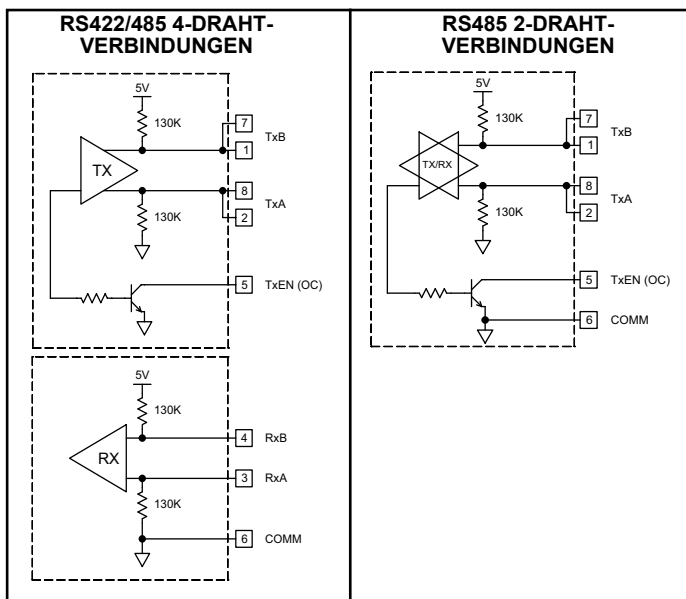 RS422/485 4-DRAHT-
VERBINDUNGEN
5V
130K
7
TxB
1
TX
8
TxA
2
130K
5 TxEN (OC)
5V
130K
4 RxB
RX
3 RxA
130K
6 COMM
RS485 2-DRAHT-
VERBINDUNGEN
5V
130K
7
TxB
1
TX/RX
8
TxA
2
130K
5 TxEN (OC)
6 COMM